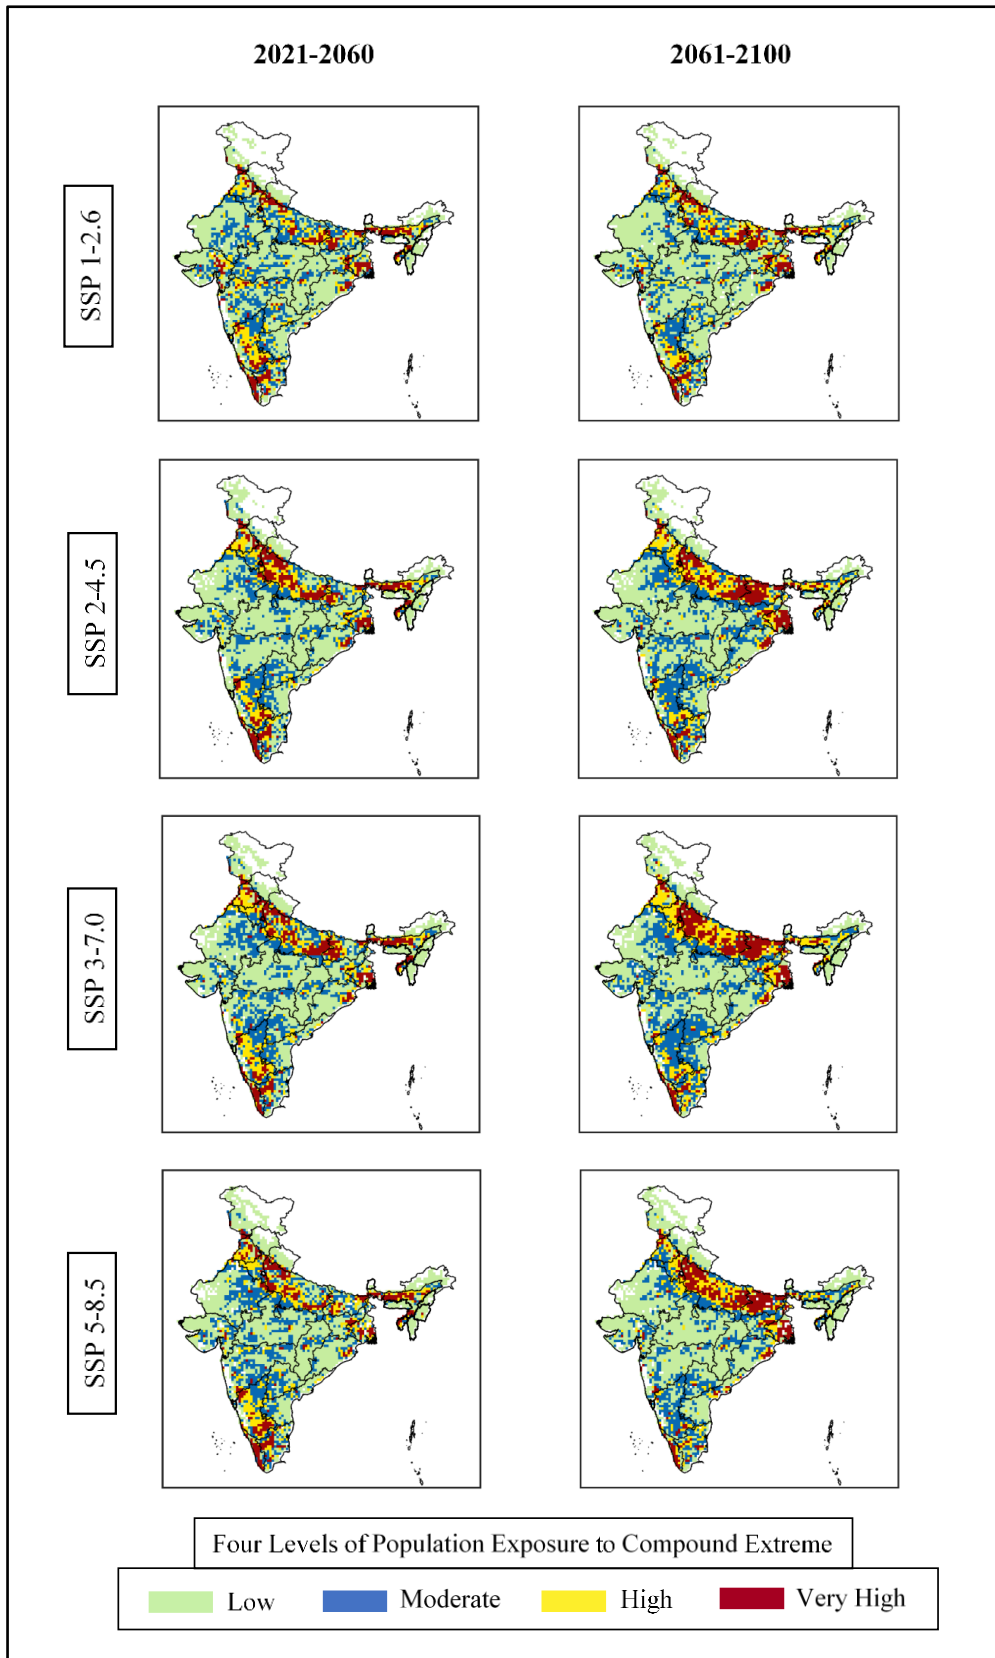 2021-2060
2061-2100
SSP 1-2.6
SSP 2-4.5
SSP 3-7.0
SSP 5-8.5
Four Levels of Population Exposure to Compound Extreme
Low
Moderate
High
Very High